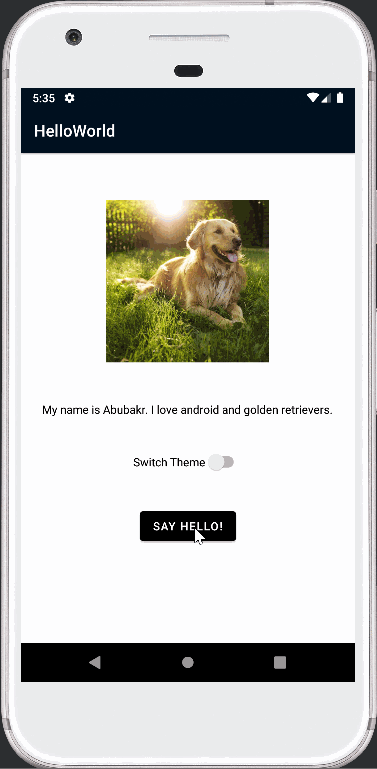 5:35
HelloWorld
My name is Abubakr. I love android and golden retrievers.
Switch Theme
SAY HELLO!